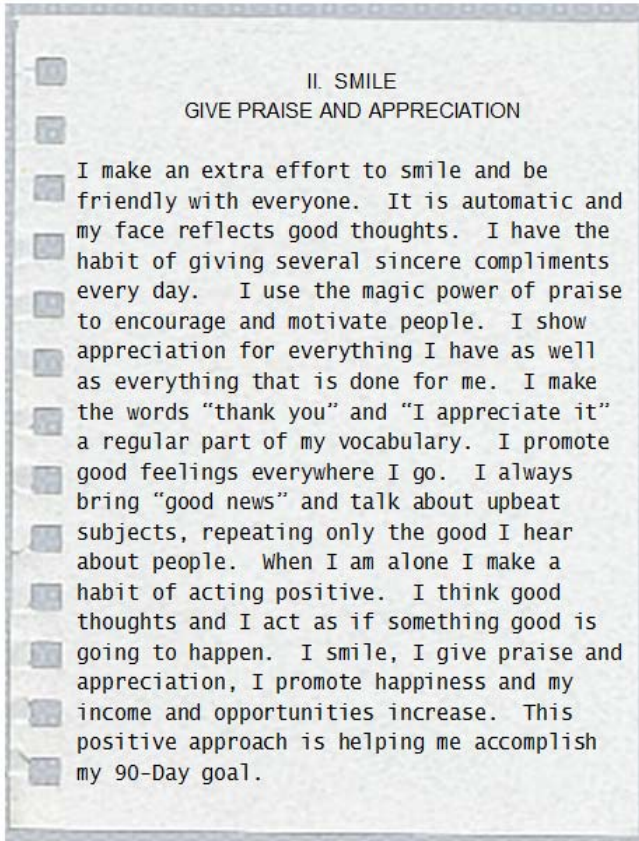 II. SMILE
GIVE PRAISE AND APPRECIATION
I make an extra effort to smile and be
friendly with everyone. It is automatic and
my face reflects good thoughts. I have the
habit of giving several sincere compliments
every day. I use the magic power of praise
to encourage and motivate people. I show
appreciation for everything I have as well
as everything that is done for me. I make
the words “thank you” and “I appreciate it”
a regular part of my vocabulary. I promote
good feelings everywhere I go. I always
bring “good news” and talk about upbeat
subjects, repeating only the good I hear
about people. When I am alone I make a
habit of acting positive. I think good
thoughts and I act as if something good is
going to happen. I smile, I give praise and
appreciation, I promote happiness and my
income and opportunities increase. This
positive approach is helping me accomplish
my 90-Day goal.